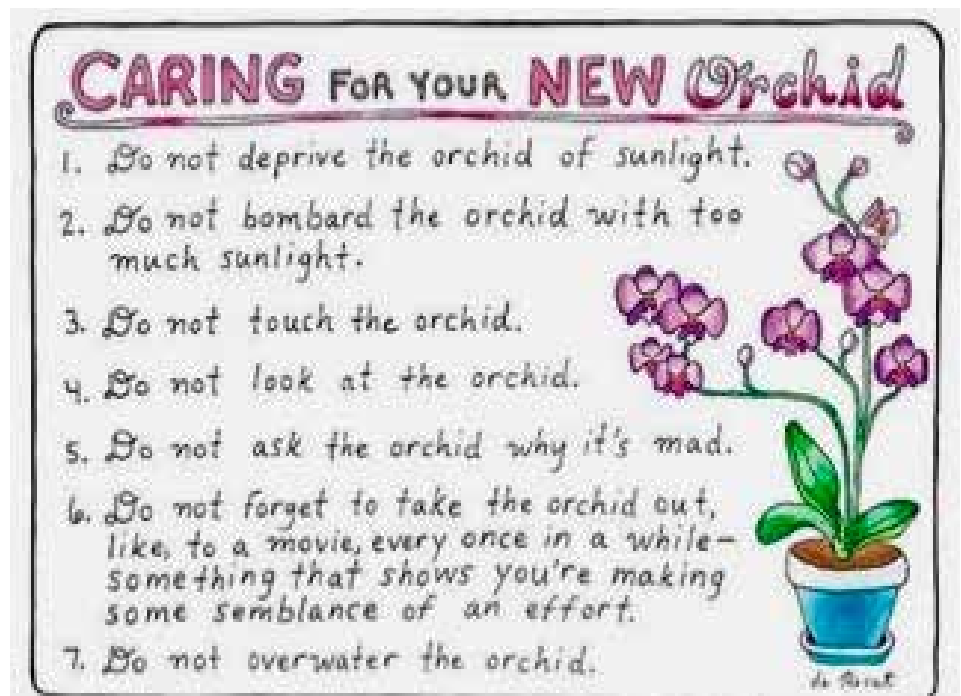 CARING FOR YOUR NEW Orchid
1. Do not deprive the orchid of sunlight.
2. Do not bombard the orchid with too
much sunlight.
3. Do not touch the orchid.
4. Do not look at the orchid.
5. Do not ask the orchid why it's mad.
6. Do not forget to take the orchid out,
like, to a movie, every once in a while—
something that shows you're making
some semblance of an effort.
7. Do not overwater the orchid.